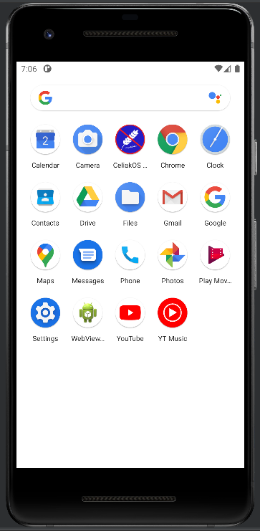 7:06
Calendar Camera CeliakOS ... Chrome Clock
2
Contacts Drive Files Gmail Google
Maps Messages Phone Photos Play Mov...
Settings WebView... YouTube YT Music